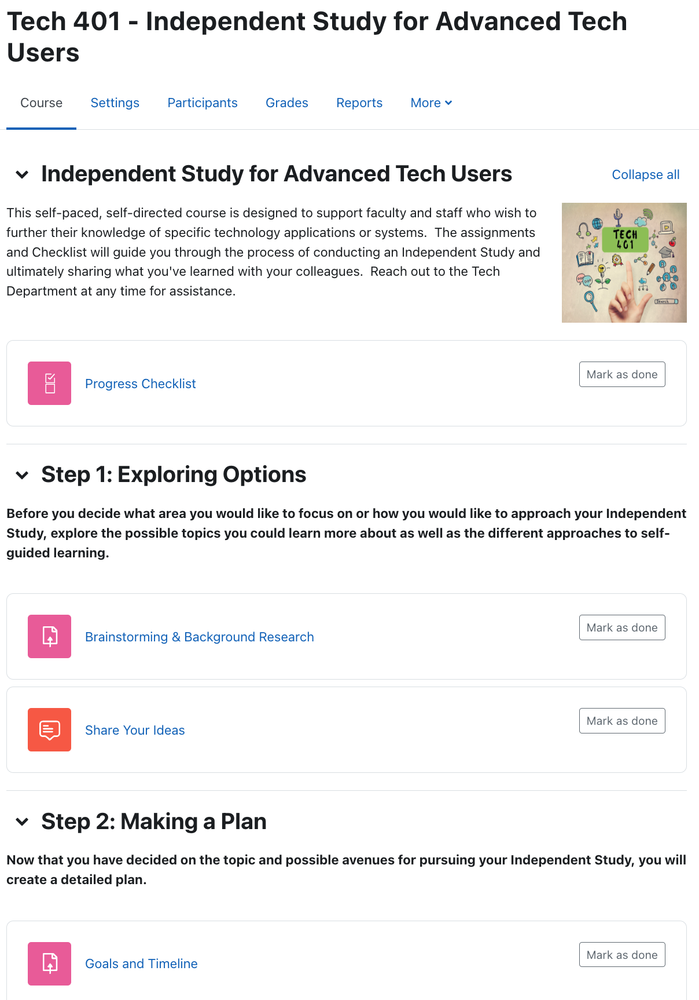 Tech 401 - Independent Study for Advanced Tech
Users
Course Settings Participants Grades Reports More
Independent Study for Advanced Tech Users
Collapse all
This self-paced, self-directed course is designed to support faculty and staff who wish to
further their knowledge of specific technology applications or systems.  The assignments
and Checklist will guide you through the process of conducting an Independent Study and
ultimately sharing what you've learned with your colleagues.  Reach out to the Tech
Department at any time for assistance.
TECH
401
Search
Progress Checklist
Mark as done
Step 1: Exploring Options
Before you decide what area you would like to focus on or how you would like to approach your Independent
Study, explore the possible topics you could learn more about as well as the different approaches to self-
guided learning.
Brainstorming & Background Research
Mark as done
Share Your Ideas
Mark as done
Step 2: Making a Plan
Now that you have decided on the topic and possible avenues for pursuing your Independent Study, you will
create a detailed plan.
Goals and Timeline
Mark as done